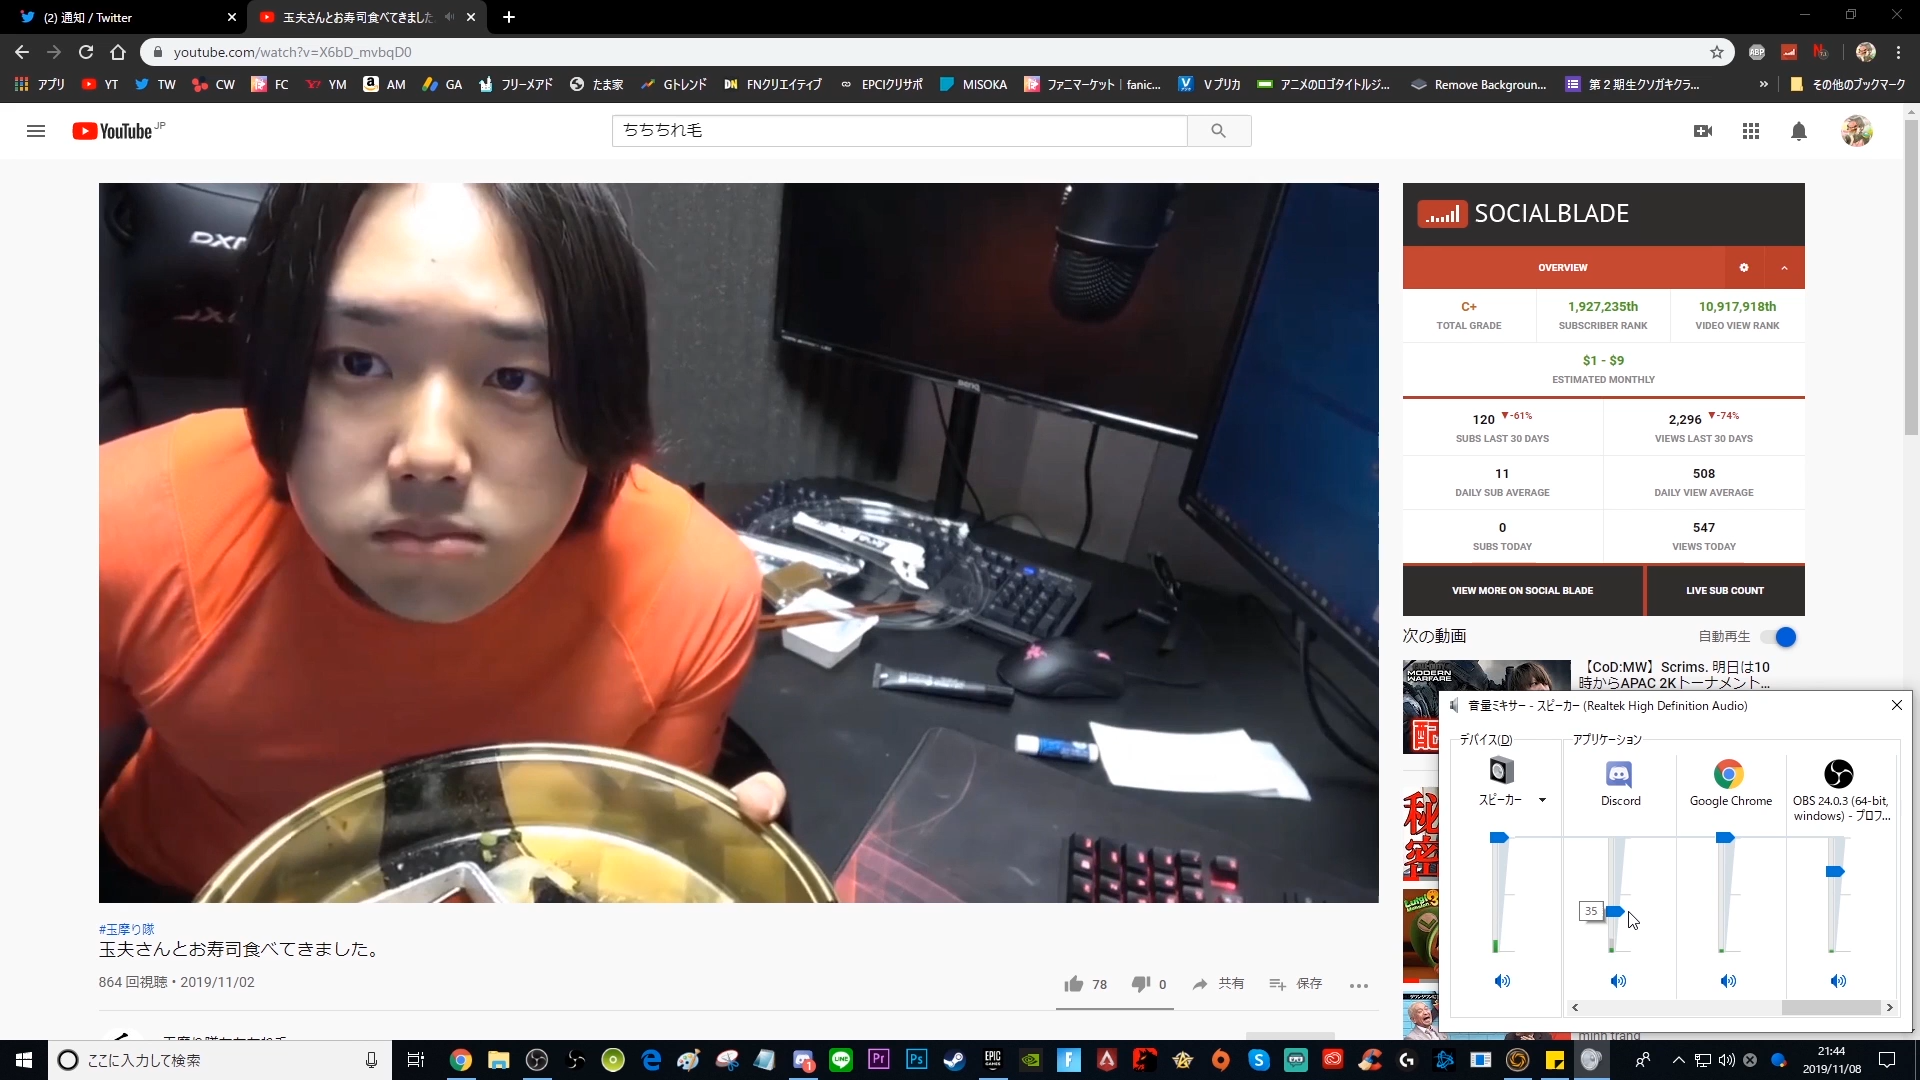 (2) 通知 / Twitter
玉夫さんとお寿司食べてきました
youtube.com/watch?v=X6bD_mvbqD0
アプリ YT TW CW FC YM AM GA フリーメアド たま家 Gトレンド FNクリエイティブ EPCIクリサポ MISOKA ファニマーケット | fanic... Vプリカ アニメのロゴタイトルジ... Remove Backgroun... 第２期生クソガキクラ... » その他のブックマーク
YouTube JP
ちちちれ毛
DXR
BenQ
SOCIALBLADE
OVERVIEW
C+ 1,927,235th 10,917,918th
TOTAL GRADE SUBSCRIBER RANK VIDEO VIEW RANK
$1 - $9
ESTIMATED MONTHLY
120 ▼-61% 2,296 ▼-74%
SUBS LAST 30 DAYS VIEWS LAST 30 DAYS
11 508
DAILY SUB AVERAGE DAILY VIEW AVERAGE
0 547
SUBS TODAY VIEWS TODAY
VIEW MORE ON SOCIAL BLADE LIVE SUB COUNT
次の動画 自動再生
【CoD:MW】Scrims. 明日は10
時からAPAC 2Kトーナメント...
MODERN
WARFARE
配
秘
密
音量ミキサー - スピーカー (Realtek High Definition Audio)
デバイス(D) アプリケーション
スピーカー Discord Google Chrome OBS 24.0.3 (64-bit,
windows) - プロフ...
35
#玉摩り隊
玉夫さんとお寿司食べてきました。
864 回視聴・2019/11/02
78 0 共有 保存
minh trang
ここに入力して検索
21:44
2019/11/08